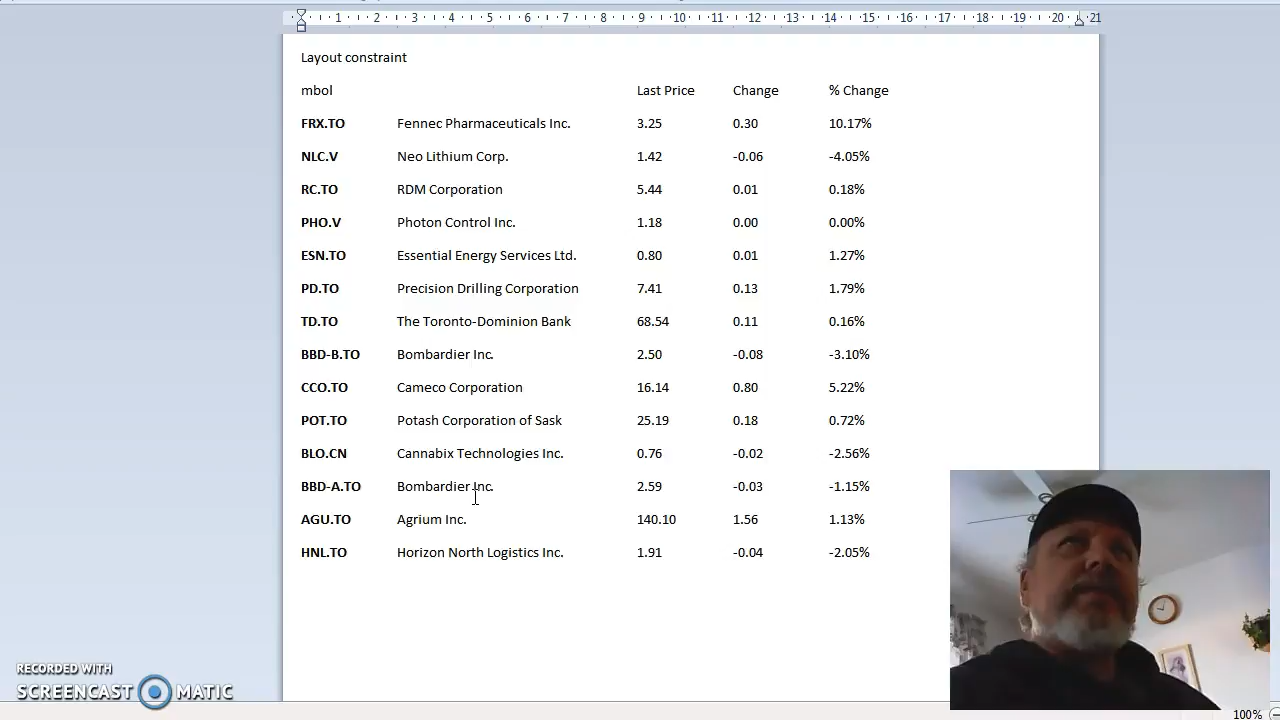 1 2 3 4 5 6 7 8 9 10 11 12 13 14 15 16 17 18 19 20 21
Layout constraint
mbol Last Price Change % Change
FRX.TO Fennec Pharmaceuticals Inc. 3.25 0.30 10.17%
NLC.V Neo Lithium Corp. 1.42 -0.06 -4.05%
RC.TO RDM Corporation 5.44 0.01 0.18%
PHO.V Photon Control Inc. 1.18 0.00 0.00%
ESN.TO Essential Energy Services Ltd. 0.80 0.01 1.27%
PD.TO Precision Drilling Corporation 7.41 0.13 1.79%
TD.TO The Toronto-Dominion Bank 68.54 0.11 0.16%
BBD-B.TO Bombardier Inc. 2.50 -0.08 -3.10%
CCO.TO Cameco Corporation 16.14 0.80 5.22%
POT.TO Potash Corporation of Sask 25.19 0.18 0.72%
BLO.CN Cannabix Technologies Inc. 0.76 -0.02 -2.56%
BBD-A.TO Bombardier Inc. 2.59 -0.03 -1.15%
AGU.TO Agrium Inc. 140.10 1.56 1.13%
HNL.TO Horizon North Logistics Inc. 1.91 -0.04 -2.05%
RECORDED WITH
SCREENCAST MATIC
100%